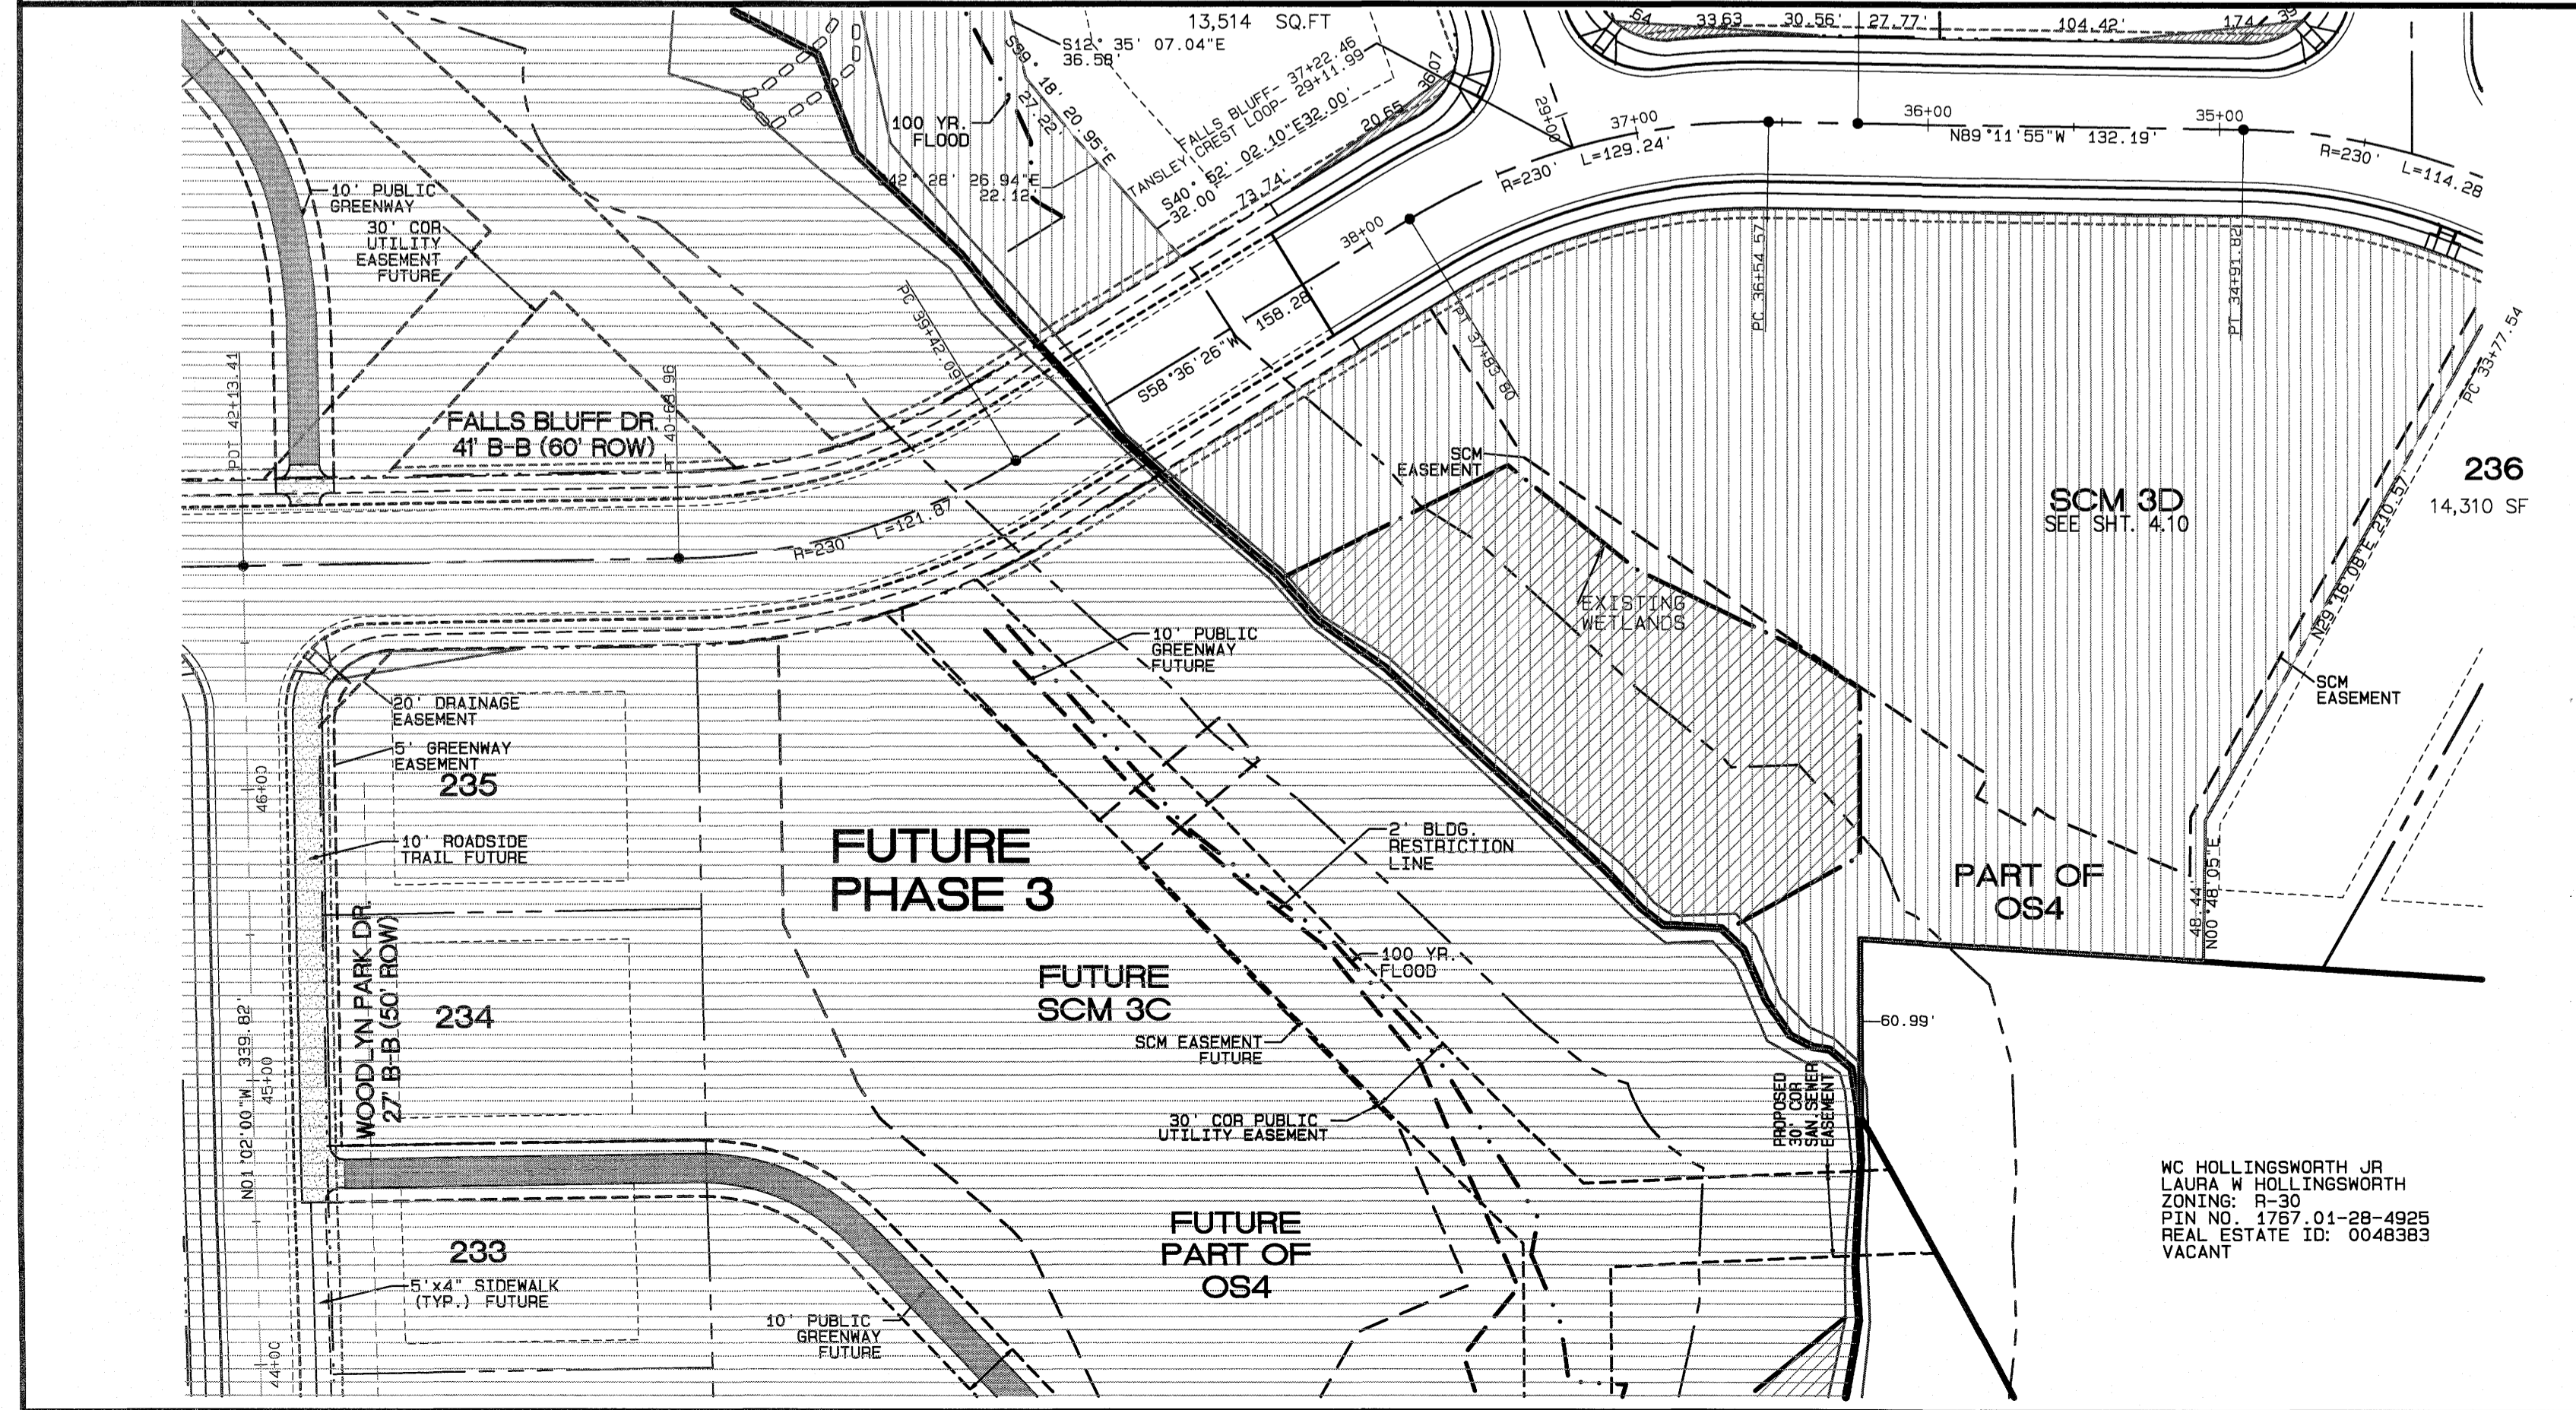 13,514 SQ.FT
S12° 35' 07.04"E
36.58'
S99° 18' 20.95"E
27.22'
100 YR.
FLOOD
42° 28' 26.94"E
22.12'
FALLS BLUFF- 37+22.46
TANSLEY CREST LOOP- 29+11.99
S40° 52' 02.10"E32.00'
32.00'
73.74'
20.65
36.07
64
33.63
30.56'
27.77'
104.42'
1.74
39
29+00
37+00
36+00
35+00
L=129.24'
R=230'
N89°11'55"W 132.19'
R=230'
L=114.28
38+00
158.28'
S58°36'26"W
PC 39+42.09
PT 37+83.80
PC 36+54.57
PT 34+91.82
PC 33+77.54
10' PUBLIC
GREENWAY
30' COR
UTILITY
EASEMENT
FUTURE
FALLS BLUFF DR.
41' B-B (60' ROW)
POT 42+13.41
PT 40+63.96
R=230'
L=121.87'
SCM
EASEMENT
EXISTING
WETLANDS
SCM 3D
SEE SHT. 4.10
236
14,310 SF
N29°16'08"E 210.57'
SCM
EASEMENT
10' PUBLIC
GREENWAY
FUTURE
20' DRAINAGE
EASEMENT
5' GREENWAY
EASEMENT
235
10' ROADSIDE
TRAIL FUTURE
46+00
FUTURE
PHASE 3
2' BLDG.
RESTRICTION
LINE
PART OF
OS4
48.44'
N00°48'05"E
100 YR.
FLOOD
FUTURE
SCM 3C
SCM EASEMENT
FUTURE
WOODLYN PARK DR.
27' B-B (50' ROW)
234
N01°02'00"W 339.82'
45+00
60.99'
30' COR PUBLIC
UTILITY EASEMENT
PROPOSED
30' COR
SAN. SEWER
EASEMENT
WC HOLLINGSWORTH JR
LAURA W HOLLINGSWORTH
ZONING: R-30
PIN NO. 1767.01-28-4925
REAL ESTATE ID: 0048383
VACANT
FUTURE
PART OF
OS4
233
5'x4" SIDEWALK
(TYP.) FUTURE
10' PUBLIC
GREENWAY
FUTURE
44+00